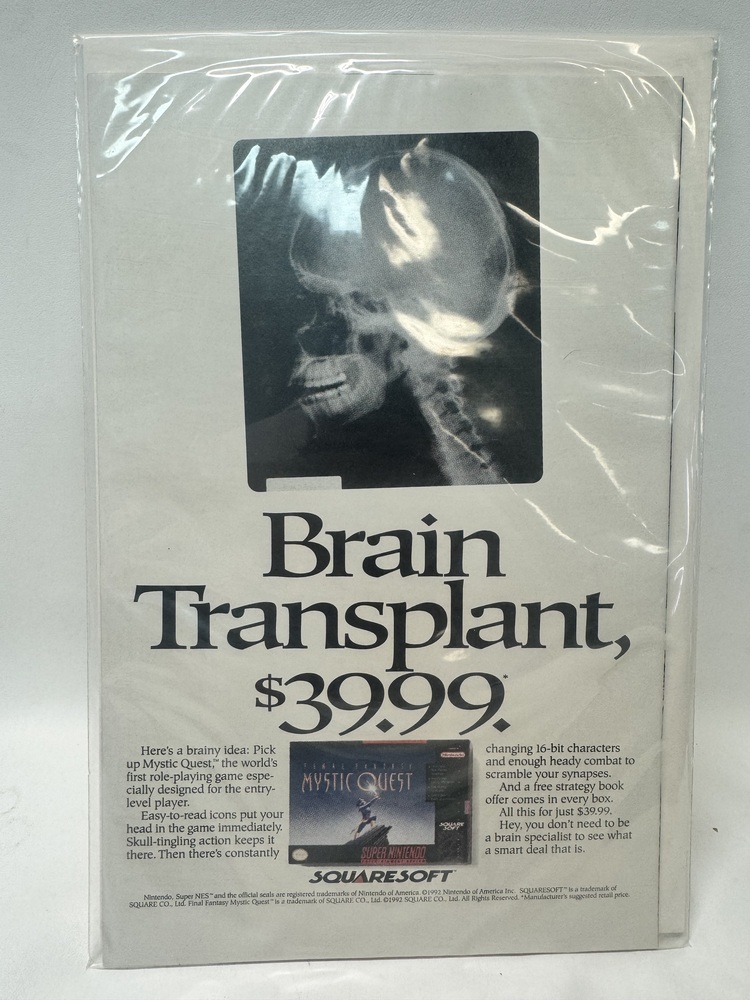 Brain
Transplant,
$39.99.*
Here's a brainy idea: Pick
up Mystic Quest,™ the world's
first role-playing game espe-
cially designed for the entry-
level player.
Easy-to-read icons put your
head in the game immediately.
Skull-tingling action keeps it
there. Then there's constantly
FINAL FANTASY
MYSTIC QUEST
Nintendo
SQUARE
SOFT
SUPER NINTENDO
changing 16-bit characters
and enough heady combat to
scramble your synapses.
And a free strategy book
offer comes in every box.
All this for just $39.99.
Hey, you don't need to be
a brain specialist to see what
a smart deal that is.
SQUARESOFT™
Nintendo, Super NES™ and the official seals are registered trademarks of Nintendo of America. ©1992 Nintendo of America Inc. SQUARESOFT™ is a trademark of
SQUARE CO., Ltd. Final Fantasy Mystic Quest™ is a trademark of SQUARE CO., Ltd. ©1992 SQUARE CO., Ltd. All Rights Reserved. *Manufacturer's suggested retail price.